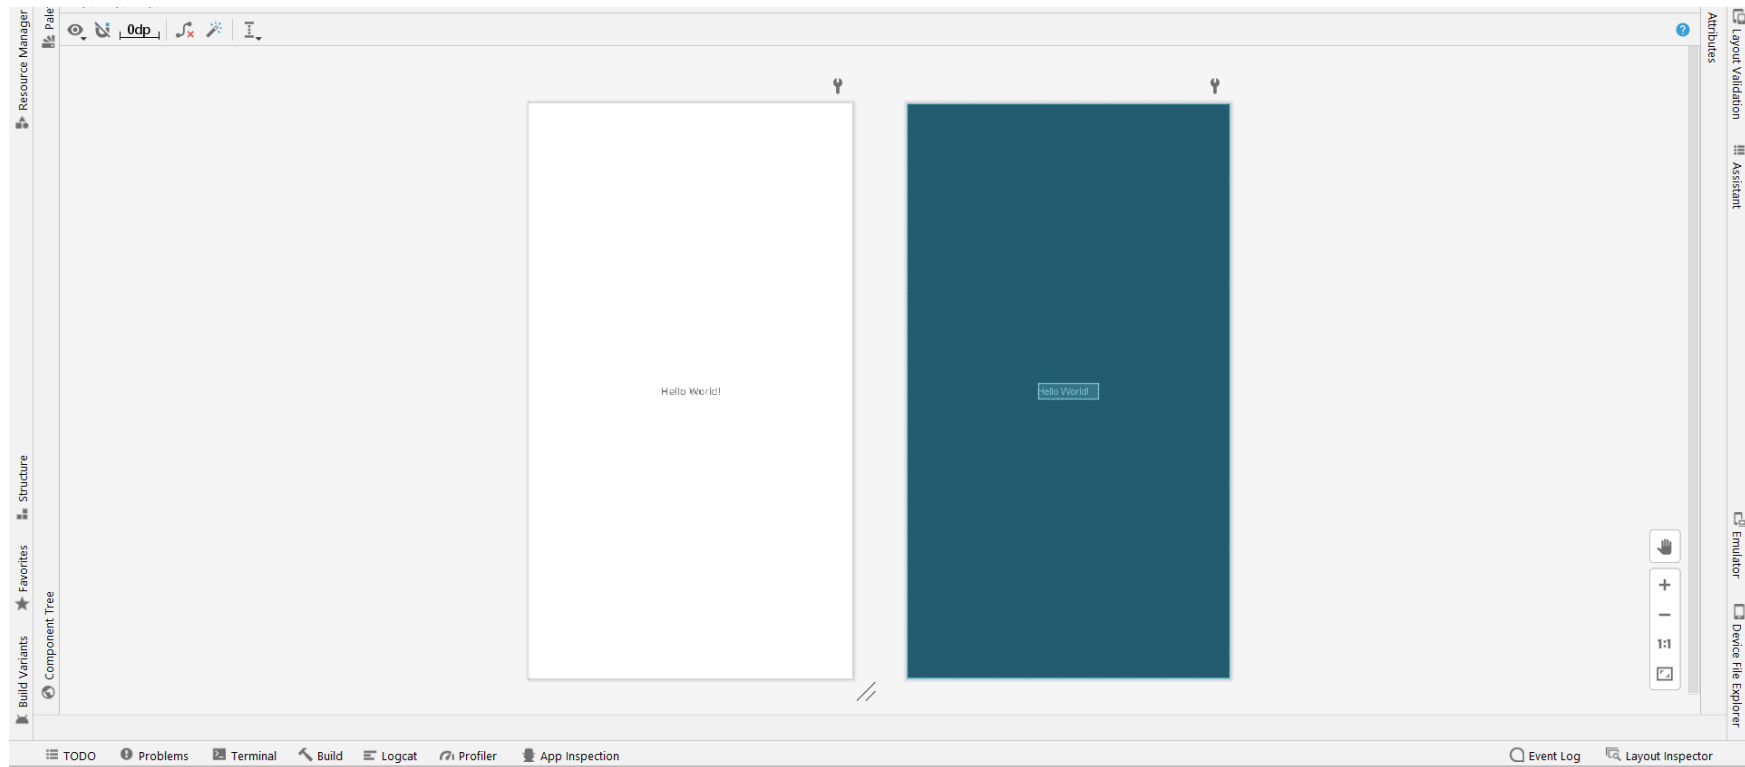 Resource Manager
Pale
0dp
?
Attributes
Layout Validation
Assistant
Hello World!
Hello World!
Structure
Favorites
Build Variants
Component Tree
1:1
Emulator
Device File Explorer
TODO
Problems
Terminal
Build
Logcat
Profiler
App Inspection
Event Log
Layout Inspector